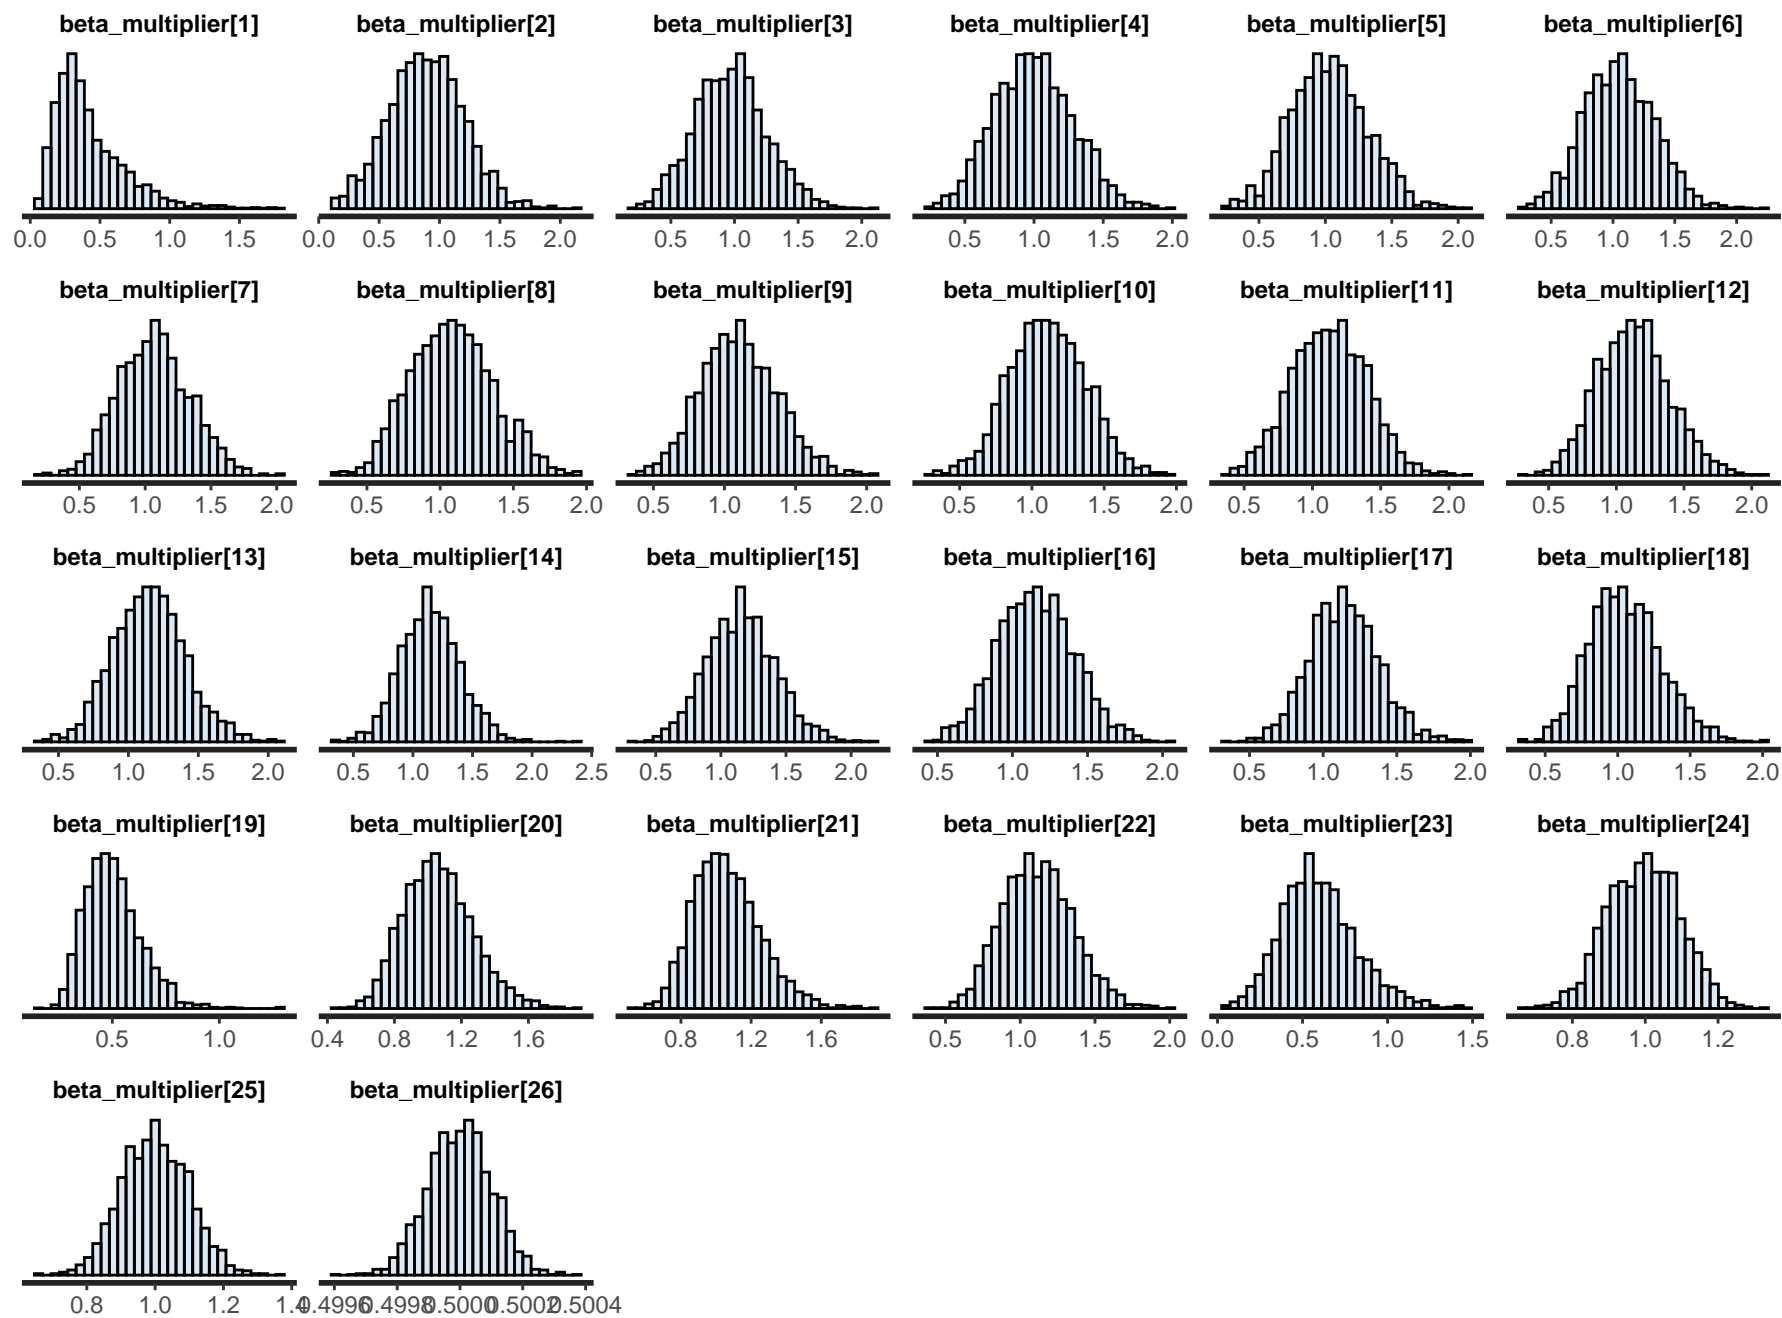 beta_multiplier[1] beta_multiplier[2] beta_multiplier[3] beta_multiplier[4] beta_multiplier[5] beta_multiplier[6]
0.0 0.5 1.0 1.5 0.0 0.5 1.0 1.5 2.0 0.5 1.0 1.5 2.0 0.5 1.0 1.5 2.0 0.5 1.0 1.5 2.0 0.5 1.0 1.5 2.0
beta_multiplier[7] beta_multiplier[8] beta_multiplier[9] beta_multiplier[10] beta_multiplier[11] beta_multiplier[12]
0.5 1.0 1.5 2.0 0.5 1.0 1.5 2.0 0.5 1.0 1.5 2.0 0.5 1.0 1.5 2.0 0.5 1.0 1.5 2.0 0.5 1.0 1.5 2.0
beta_multiplier[13] beta_multiplier[14] beta_multiplier[15] beta_multiplier[16] beta_multiplier[17] beta_multiplier[18]
0.5 1.0 1.5 2.0 0.5 1.0 1.5 2.0 2.5 0.5 1.0 1.5 2.0 0.5 1.0 1.5 2.0 0.5 1.0 1.5 2.0 0.5 1.0 1.5 2.0
beta_multiplier[19] beta_multiplier[20] beta_multiplier[21] beta_multiplier[22] beta_multiplier[23] beta_multiplier[24]
0.5 1.0 0.4 0.8 1.2 1.6 0.8 1.2 1.6 0.5 1.0 1.5 2.0 0.0 0.5 1.0 1.5 0.8 1.0 1.2
beta_multiplier[25] beta_multiplier[26]
0.8 1.0 1.2 1.4 0.4996 0.4998 0.5000 0.5002 0.5004